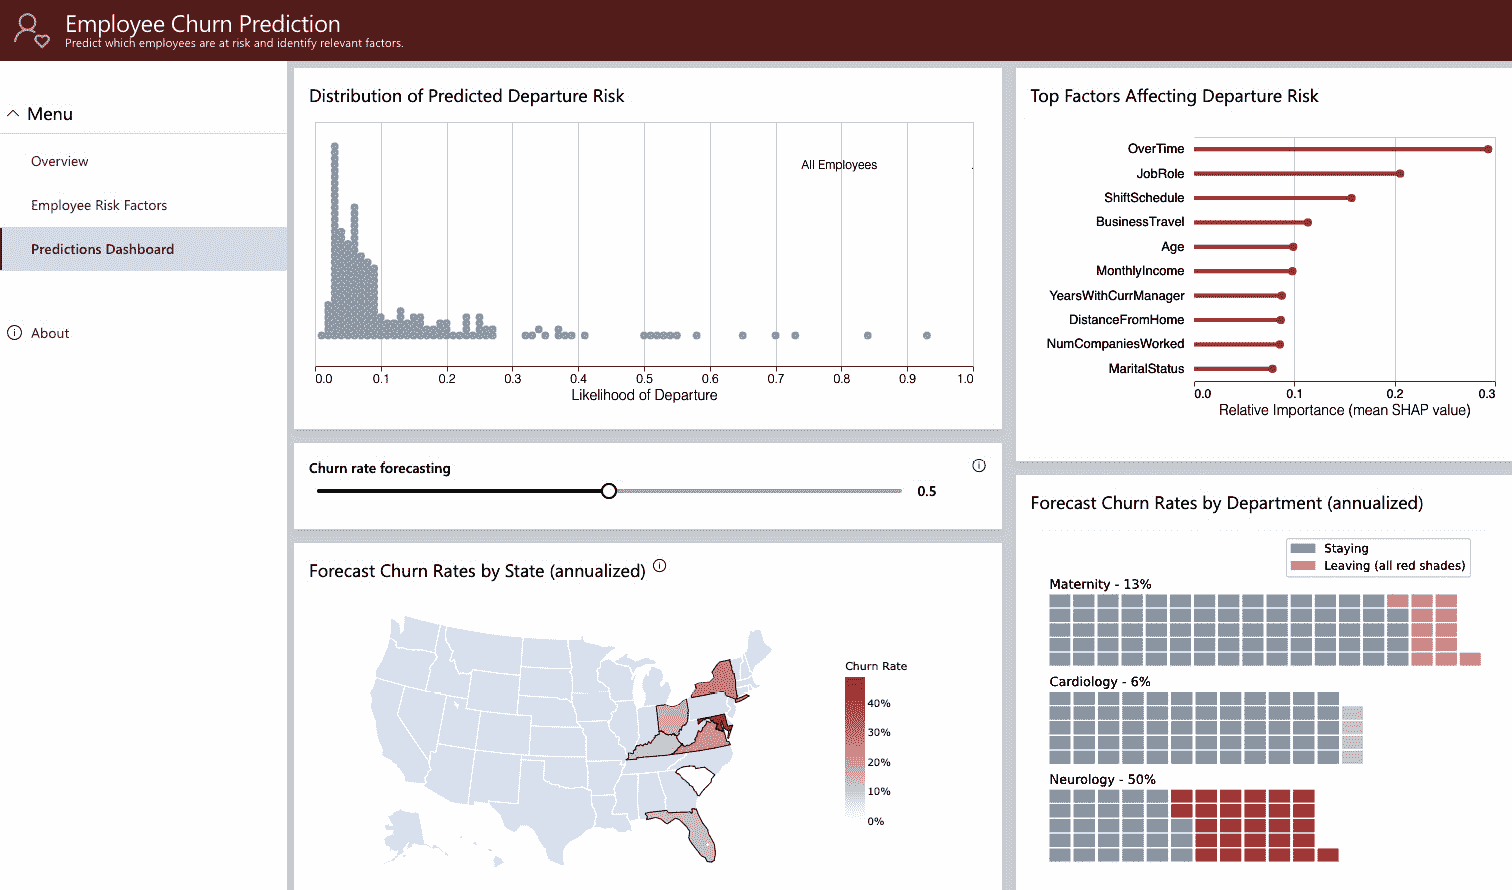 Employee Churn Prediction
Predict which employees are at risk and identify relevant factors.
Menu
Overview
Employee Risk Factors
Predictions Dashboard
About
Distribution of Predicted Departure Risk
All Employees
0.0 0.1 0.2 0.3 0.4 0.5 0.6 0.7 0.8 0.9 1.0
Likelihood of Departure
Churn rate forecasting
0.5
Forecast Churn Rates by State (annualized)
Churn Rate
40%
30%
20%
10%
0%
Top Factors Affecting Departure Risk
OverTime
JobRole
ShiftSchedule
BusinessTravel
Age
MonthlyIncome
YearsWithCurrManager
DistanceFromHome
NumCompaniesWorked
MaritalStatus
0.0 0.1 0.2 0.3
Relative Importance (mean SHAP value)
Forecast Churn Rates by Department (annualized)
Staying
Leaving (all red shades)
Maternity - 13%
Cardiology - 6%
Neurology - 50%